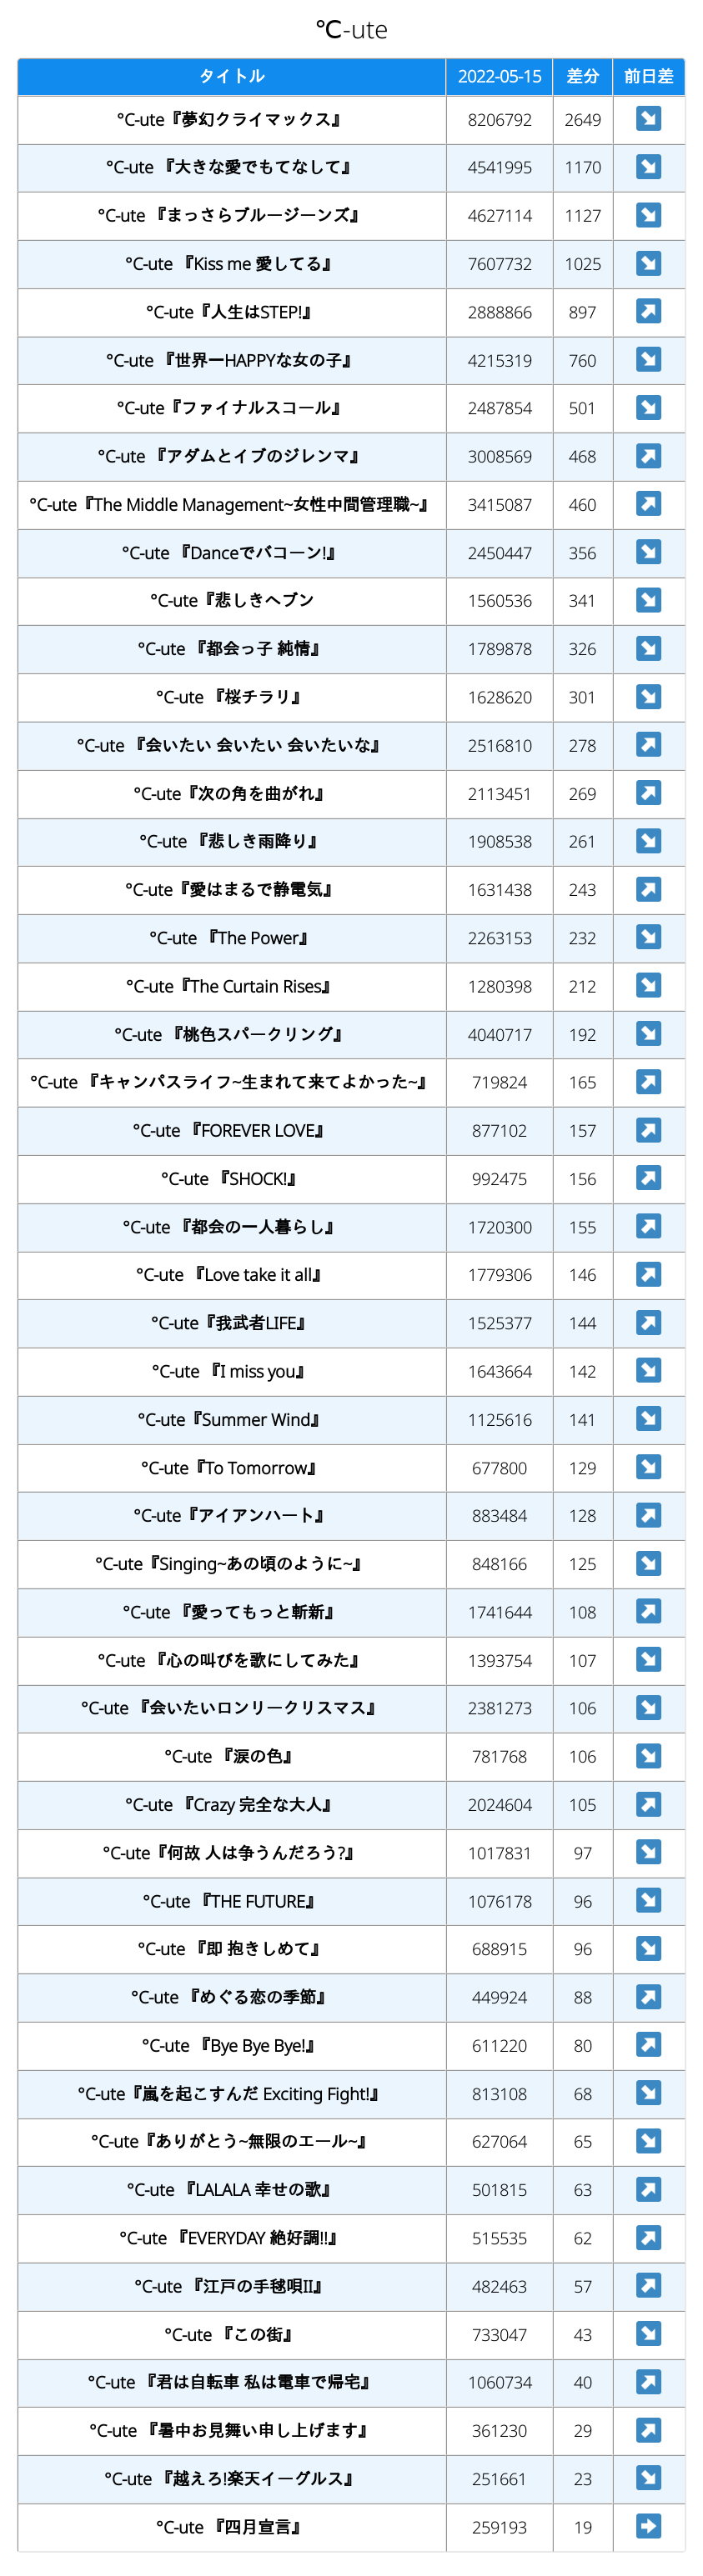 ℃-ute
タイトル 2022-05-15 差分 前日差
°C-ute『夢幻クライマックス』 8206792 2649 ↘
°C-ute 『大きな愛でもてなして』 4541995 1170 ↘
°C-ute 『まっさらブルージーンズ』 4627114 1127 ↘
°C-ute 『Kiss me 愛してる』 7607732 1025 ↘
°C-ute『人生はSTEP!』 2888866 897 ↗
°C-ute 『世界一HAPPYな女の子』 4215319 760 ↘
°C-ute『ファイナルスコール』 2487854 501 ↘
°C-ute 『アダムとイブのジレンマ』 3008569 468 ↗
°C-ute『The Middle Management~女性中間管理職~』 3415087 460 ↗
°C-ute 『Danceでバコーン!』 2450447 356 ↘
°C-ute『悲しきヘブン 1560536 341 ↘
°C-ute 『都会っ子 純情』 1789878 326 ↘
°C-ute 『桜チラリ』 1628620 301 ↘
°C-ute 『会いたい 会いたい 会いたいな』 2516810 278 ↗
°C-ute『次の角を曲がれ』 2113451 269 ↗
°C-ute 『悲しき雨降り』 1908538 261 ↘
°C-ute『愛はまるで静電気』 1631438 243 ↗
°C-ute 『The Power』 2263153 232 ↘
°C-ute『The Curtain Rises』 1280398 212 ↘
°C-ute 『桃色スパークリング』 4040717 192 ↘
°C-ute 『キャンパスライフ~生まれて来てよかった~』 719824 165 ↗
°C-ute 『FOREVER LOVE』 877102 157 ↗
°C-ute 『SHOCK!』 992475 156 ↗
°C-ute 『都会の一人暮らし』 1720300 155 ↗
°C-ute 『Love take it all』 1779306 146 ↗
°C-ute『我武者LIFE』 1525377 144 ↗
°C-ute 『I miss you』 1643664 142 ↘
°C-ute『Summer Wind』 1125616 141 ↘
°C-ute『To Tomorrow』 677800 129 ↘
°C-ute『アイアンハート』 883484 128 ↗
°C-ute『Singing~あの頃のように~』 848166 125 ↘
°C-ute 『愛ってもっと斬新』 1741644 108 ↗
°C-ute 『心の叫びを歌にしてみた』 1393754 107 ↘
°C-ute 『会いたいロンリークリスマス』 2381273 106 ↘
°C-ute 『涙の色』 781768 106 ↘
°C-ute 『Crazy 完全な大人』 2024604 105 ↗
°C-ute『何故 人は争うんだろう?』 1017831 97 ↘
°C-ute 『THE FUTURE』 1076178 96 ↘
°C-ute 『即 抱きしめて』 688915 96 ↘
°C-ute 『めぐる恋の季節』 449924 88 ↗
°C-ute 『Bye Bye Bye!』 611220 80 ↗
°C-ute『嵐を起こすんだ Exciting Fight!』 813108 68 ↘
°C-ute『ありがとう~無限のエール~』 627064 65 ↘
°C-ute 『LALALA 幸せの歌』 501815 63 ↗
°C-ute 『EVERYDAY 絶好調!!』 515535 62 ↗
°C-ute 『江戸の手毬唄II』 482463 57 ↗
°C-ute 『この街』 733047 43 ↘
°C-ute 『君は自転車 私は電車で帰宅』 1060734 40 ↗
°C-ute 『暑中お見舞い申し上げます』 361230 29 ↗
°C-ute 『越えろ!楽天イーグルス』 251661 23 ↘
°C-ute 『四月宣言』 259193 19 →